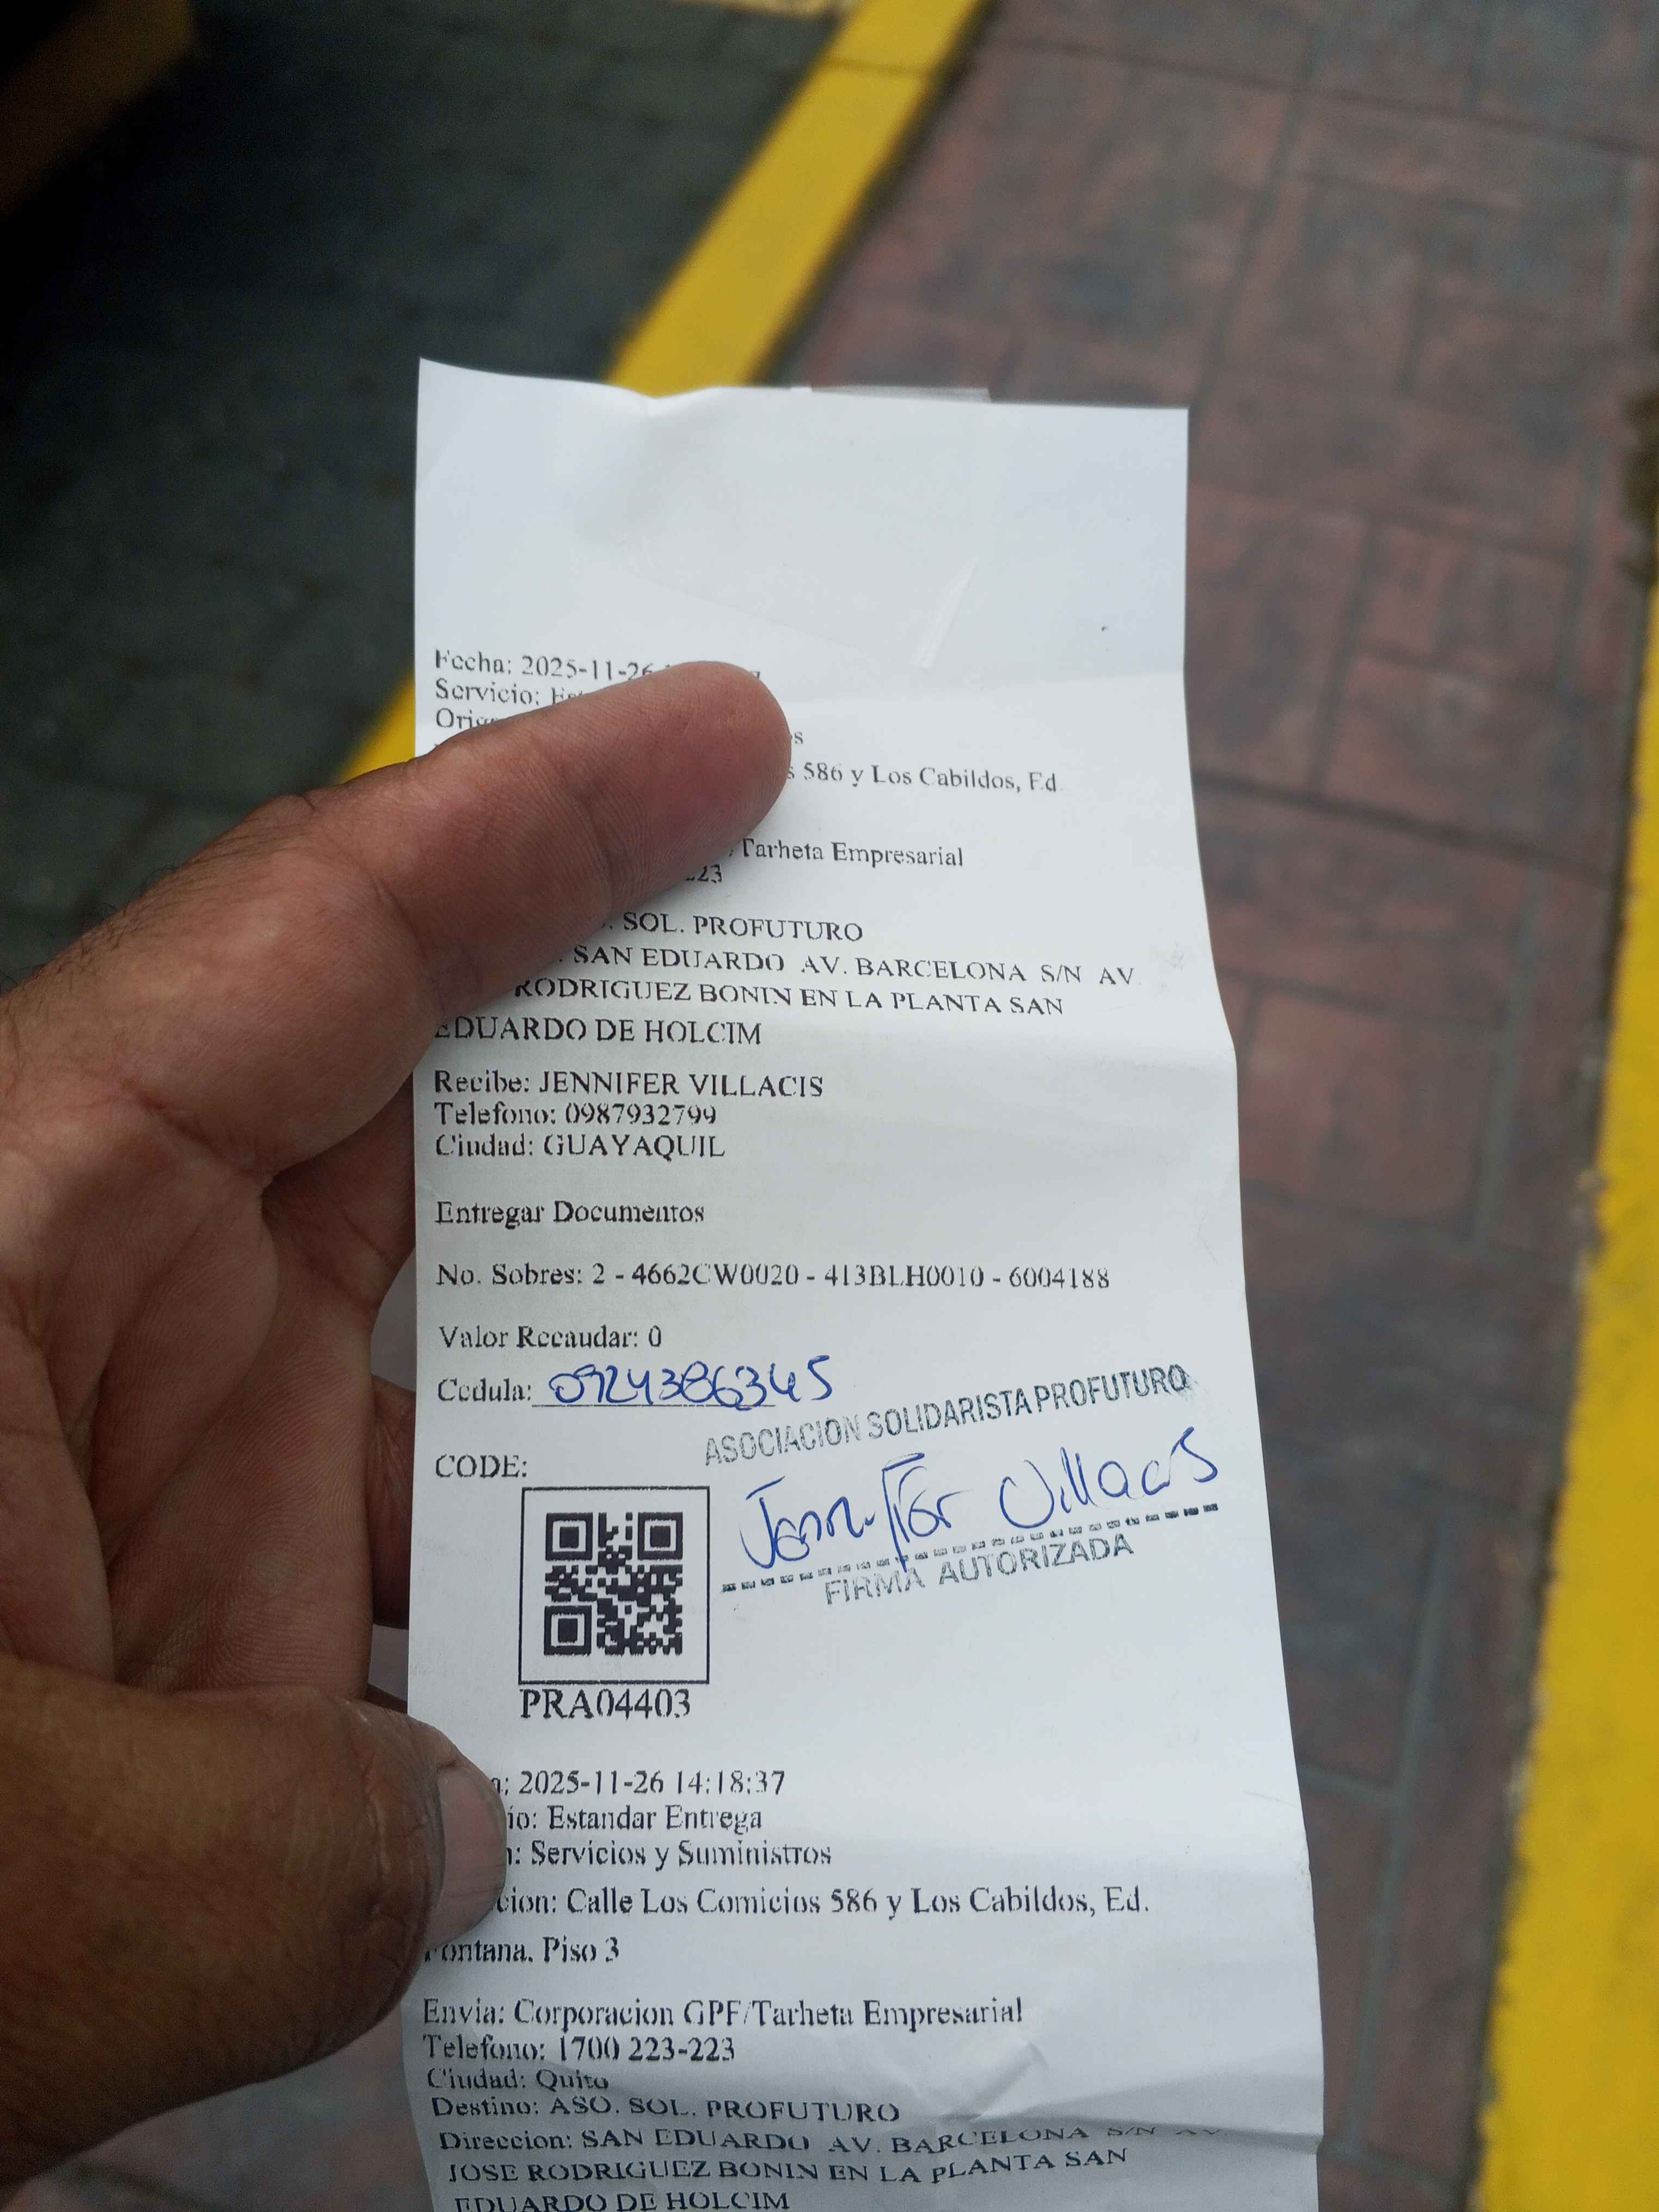 Fecha: 2025-11-26
Servicio:
586 y Los Cabildos, Ed.
Tarheta Empresarial
223
SOL. PROFUTURO
SAN EDUARDO AV. BARCELONA S/N AV.
RODRIGUEZ BONIN EN LA PLANTA SAN
EDUARDO DE HOLCIM
Recibe: JENNIFER VILLACIS
Telefono: 0987932799
Ciudad: GUAYAQUIL
Entregar Documentos
No. Sobres: 2 - 4662CW0020 - 413BLH0010 - 6004188
Valor Recaudar: 0
Cedula: 0924386345
ASOCIACION SOLIDARISTA PROFUTURO
CODE:
Jennifer Villacis
FIRMA AUTORIZADA
PRA04403
2025-11-26 14:18:37
Estandar Entrega
Servicios y Suministros
Calle Los Comicios 586 y Los Cabildos, Ed.
Fontana. Piso 3
Envia: Corporacion GPF/Tarheta Empresarial
Telefono: 1700 223-223
Ciudad: Quito
Destino: ASO. SOL. PROFUTURO
Direccion: SAN EDUARDO AV. BARCELONA S/N AV.
JOSE RODRIGUEZ BONIN EN LA PLANTA SAN
EDUARDO DE HOLCIM